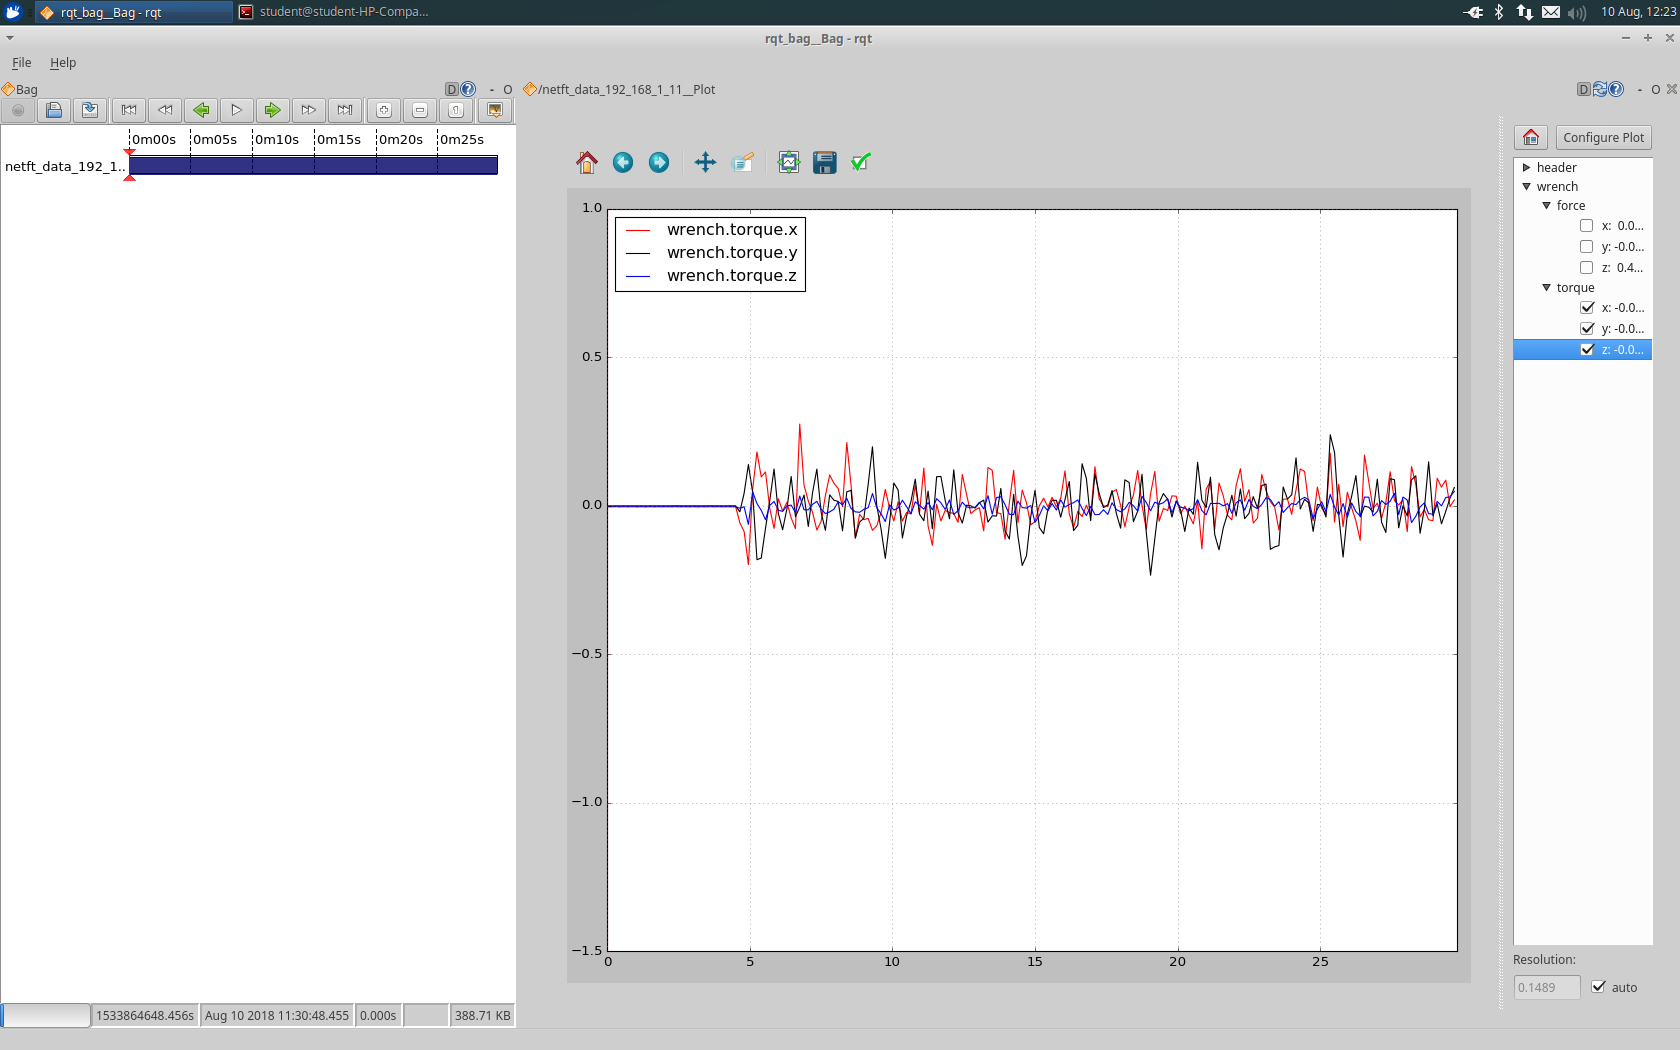 rqt_bag__Bag - rqt
student@student-HP-Compa...
10 Aug, 12:23
rqt_bag__Bag - rqt
File Help
Bag
D
- O
/netft_data_192_168_1_11__Plot
D
- O
0m00s 0m05s 0m10s 0m15s 0m20s 0m25s
netft_data_192_1..
Configure Plot
header
wrench
force
x: 0.0...
y: -0.0...
z: 0.4...
torque
x: -0.0...
y: -0.0...
z: -0.0...
wrench.torque.x
wrench.torque.y
wrench.torque.z
1.0
0.5
0.0
−0.5
−1.0
−1.5
0 5 10 15 20 25
Resolution:
0.1489 auto
1533864648.456s Aug 10 2018 11:30:48.455 0.000s 388.71 KB